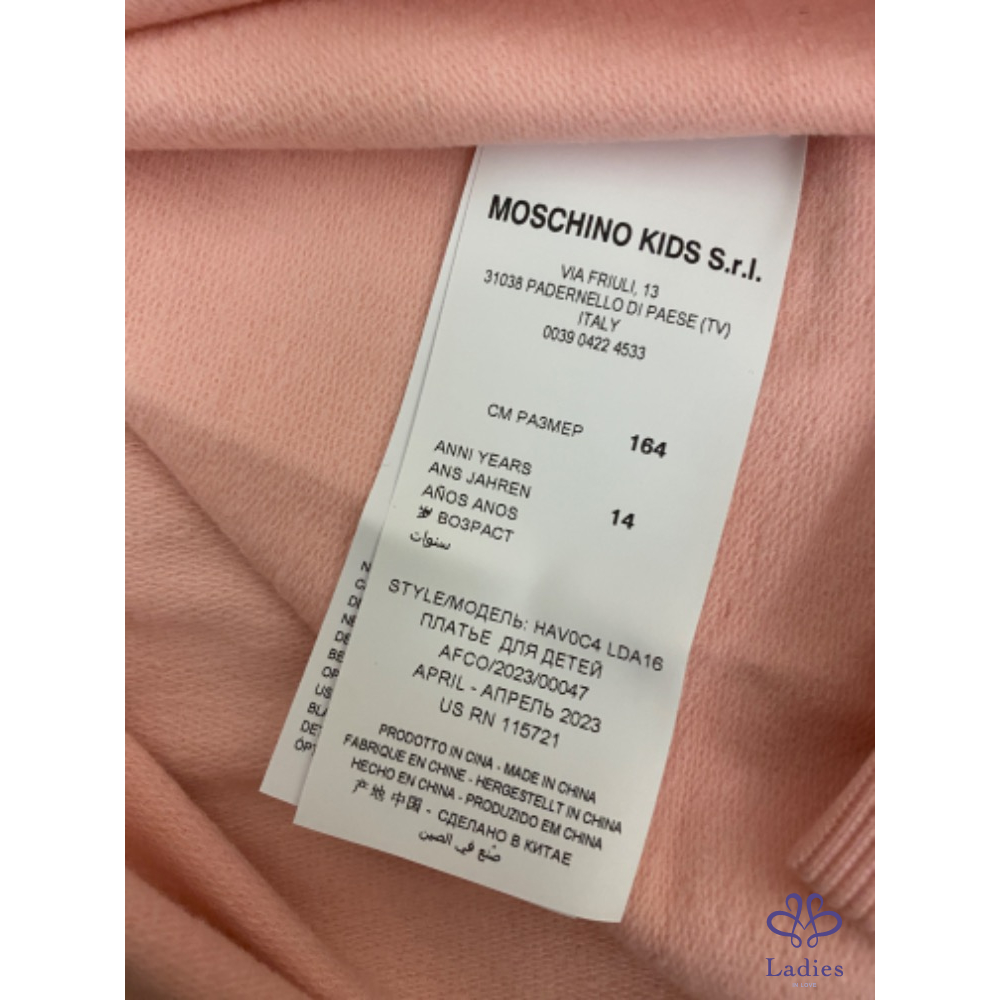 MOSCHINO KIDS S.r.l.
VIA FRIULI, 13
31038 PADERNELLO DI PAESE (TV)
ITALY
0039 0422 4533
СМ РАЗМЕР 164
ANNI YEARS
ANS JAHREN
AÑOS ANOS 14
岁 ВОЗРАСТ
سنوات
STYLE/МОДЕЛЬ: HAV0C4 LDA16
ПЛАТЬЕ ДЛЯ ДЕТЕЙ
AFCO/2023/00047
APRIL - АПРЕЛЬ 2023
US RN 115721
PRODOTTO IN CINA - MADE IN CHINA
FABRIQUE EN CHINE - HERGESTELLT IN CHINA
HECHO EN CHINA - PRODUZIDO EM CHINA
产地 中国 - СДЕЛАНО В КИТАЕ
صنع في الصين
Ladies